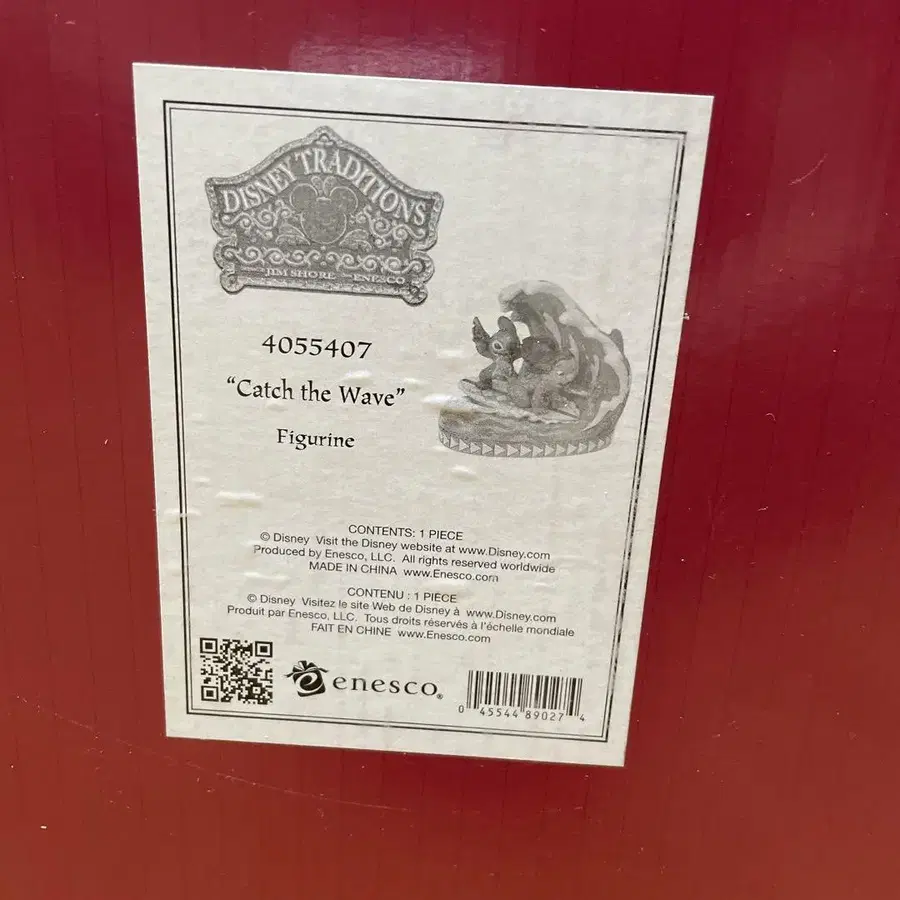 DISNEY TRADITIONS
JIM SHORE
ENESCO
4055407
“Catch the Wave”
Figurine
CONTENTS: 1 PIECE
© Disney Visit the Disney website at www.Disney.com
Produced by Enesco, LLC. All rights reserved worldwide
MADE IN CHINA www.Enesco.com
CONTENU : 1 PIÈCE
© Disney Visitez le site Web de Disney à www.Disney.com
Produit par Enesco, LLC. Tous droits réservés à l'échelle mondiale
FAIT EN CHINE www.Enesco.com
enesco®
0 45544 89027 4